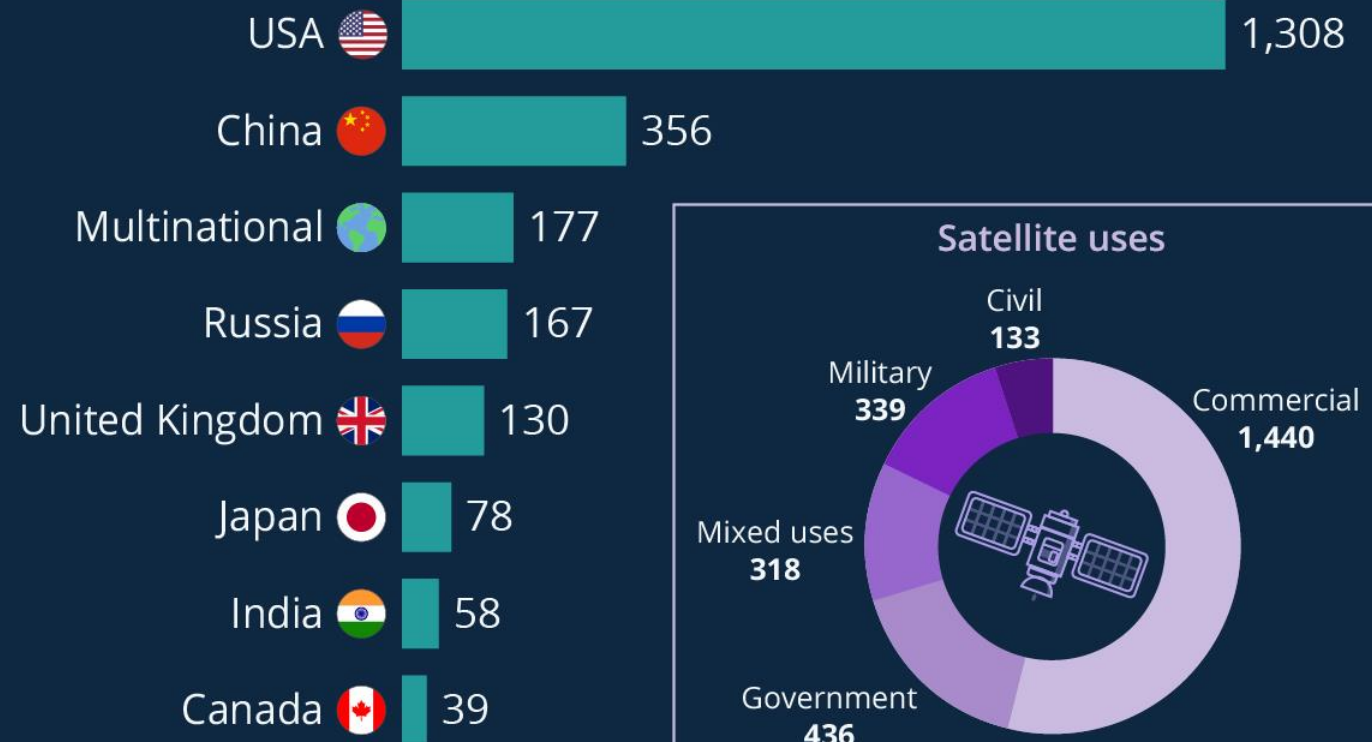 USA 1,308
China 356
Multinational 177
Russia 167
United Kingdom 130
Japan 78
India 58
Canada 39
Satellite uses
Civil
133
Military
339
Commercial
1,440
Mixed uses
318
Government
436